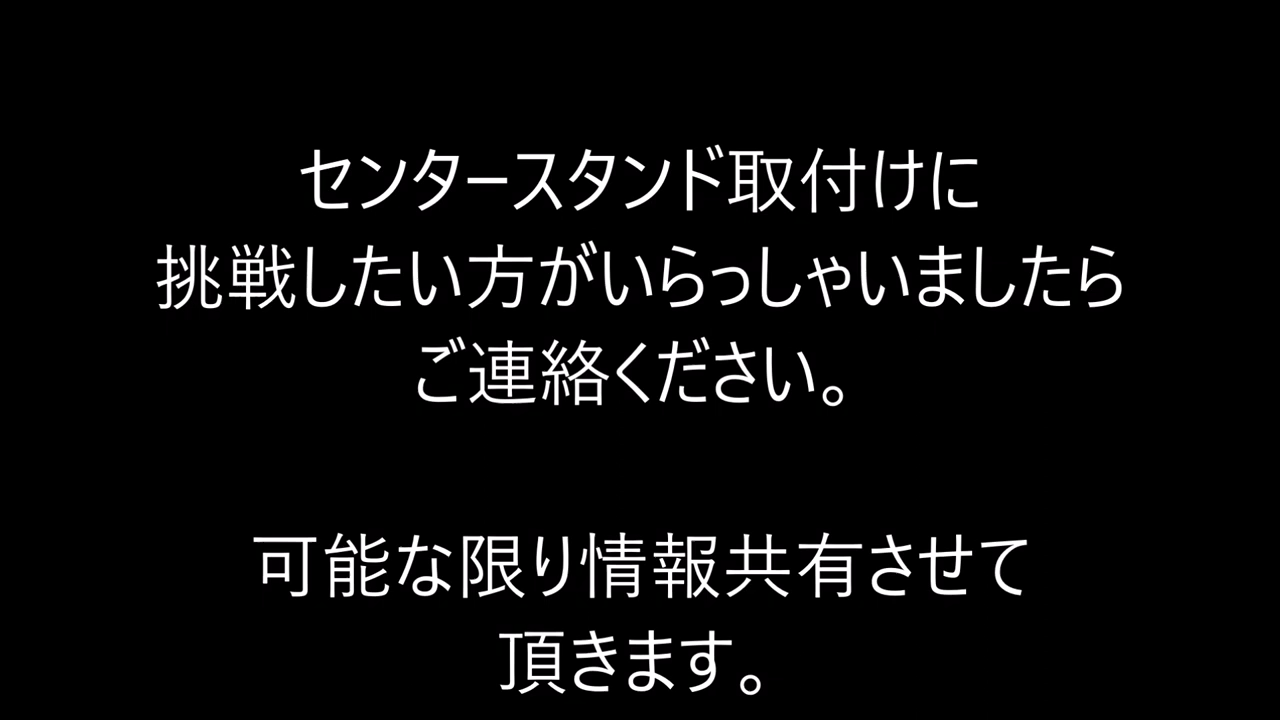 センタースタンド取付けに
挑戦したい方がいらっしゃいましたら
ご連絡ください。
可能な限り情報共有させて
頂きます。